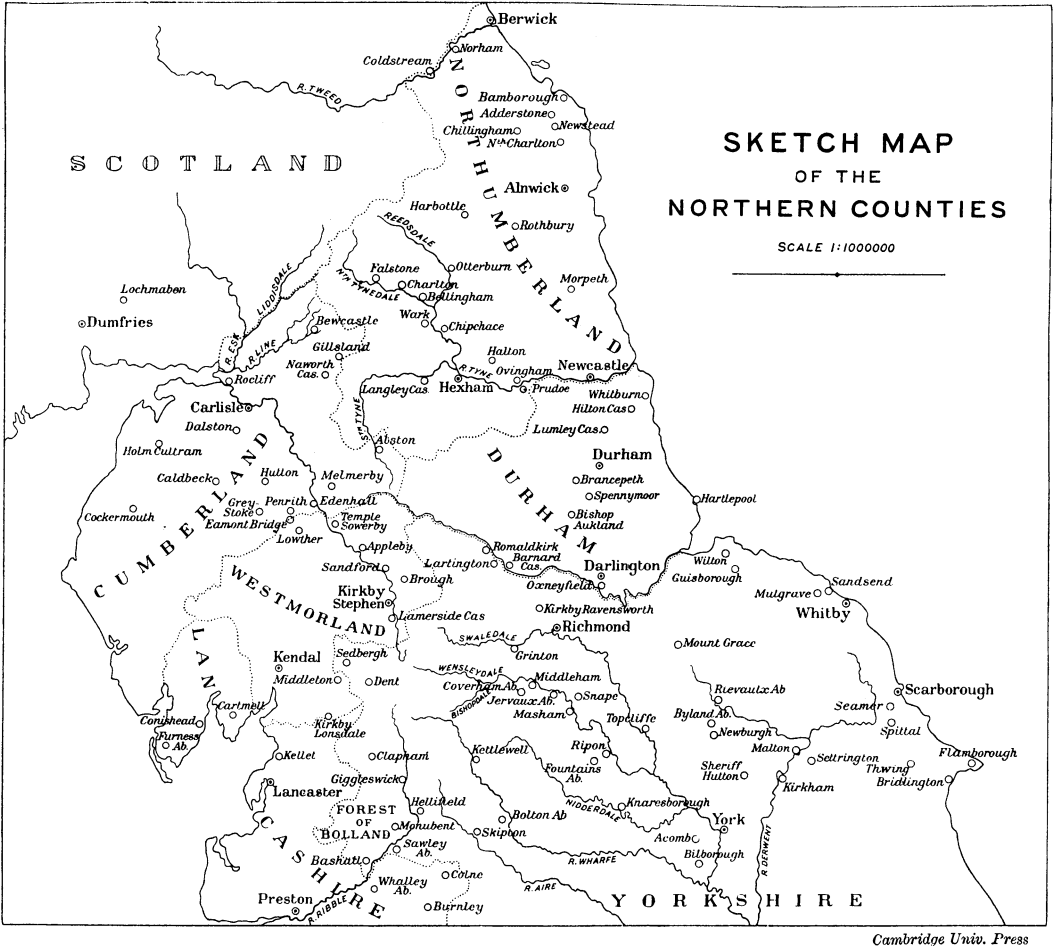 Berwick
Norham
Coldstream
R. TWEED
Bamborough
Adderstone
Newstead
Chillingham
Nth Charlton
SKETCH MAP
OF THE
NORTHERN COUNTIES
SCALE 1:1000000
SCOTLAND
NORTHUMBERLAND
Alnwick
Harbottle
REEDSDALE
Rothbury
Otterburn
Falstone
Charlton
Nth TYNEDALE
Bellingham
Morpeth
LIDDISDALE
Lochmaben
Dumfries
Wark
Chipchace
Bewcastle
R. ESK
R. LINE
Gillsland
Naworth
Cas.
Halton
R. TYNE
Ovingham
Newcastle
Rocliff
Langley Cas.
Hexham
Prudoe
Whitburn
Hilton Cas
Carlisle
Dalston
Sth TYNE
Lumley Cas.
Holm Cultram
Alston
CUMBERLAND
DURHAM
Durham
Caldbeck
Hutton
Melmerby
Brancepeth
Spennymoor
Hartlepool
Grey-
Stoke
Penrith
Edenhall
Cockermouth
Eamont Bridge
Temple
Sowerby
Bishop
Aukland
Lowther
Appleby
Romaldkirk
Barnard
Cas.
Wilton
Sandford
Lartington
Darlington
Guisborough
WESTMORLAND
Brough
Oxneyfield
Mulgrave
Sandsend
Kirkby
Stephen
Kirkby Ravensworth
Whitby
Lamerside Cas
Richmond
SWALEDALE
Mount Grace
LANCASHIRE
Kendal
Sedbergh
Grinton
Middleton
Dent
WENSLEYDALE
Middleham
Coverham Ab.
Jervaux Ab.
Snape
Rievaulx Ab
Scarborough
BISHOPDALE
Masham
Topcliffe
Byland Ab.
Seamer
Cartmell
Conishead
Furness
Ab.
Kirkby
Lonsdale
Newburgh
Spittal
Kellet
Clapham
Kettlewell
Ripon
Malton
Flamborough
Fountains
Ab.
Sheriff
Hutton
Settrington
Thwing
Bridlington
Giggleswick
Kirkham
Lancaster
Hellifield
NIDDERDALE
Knaresborough
FOREST
OF
BOLLAND
Bolton Ab
York
Monubent
Skipton
Acomb
Sawley
Ab.
Bilborough
R. DERWENT
Bashall
R. WHARFE
Whalley
Ab.
Colne
R. AIRE
YORKSHIRE
Preston
R. RIBBLE
Burnley
Cambridge Univ. Press